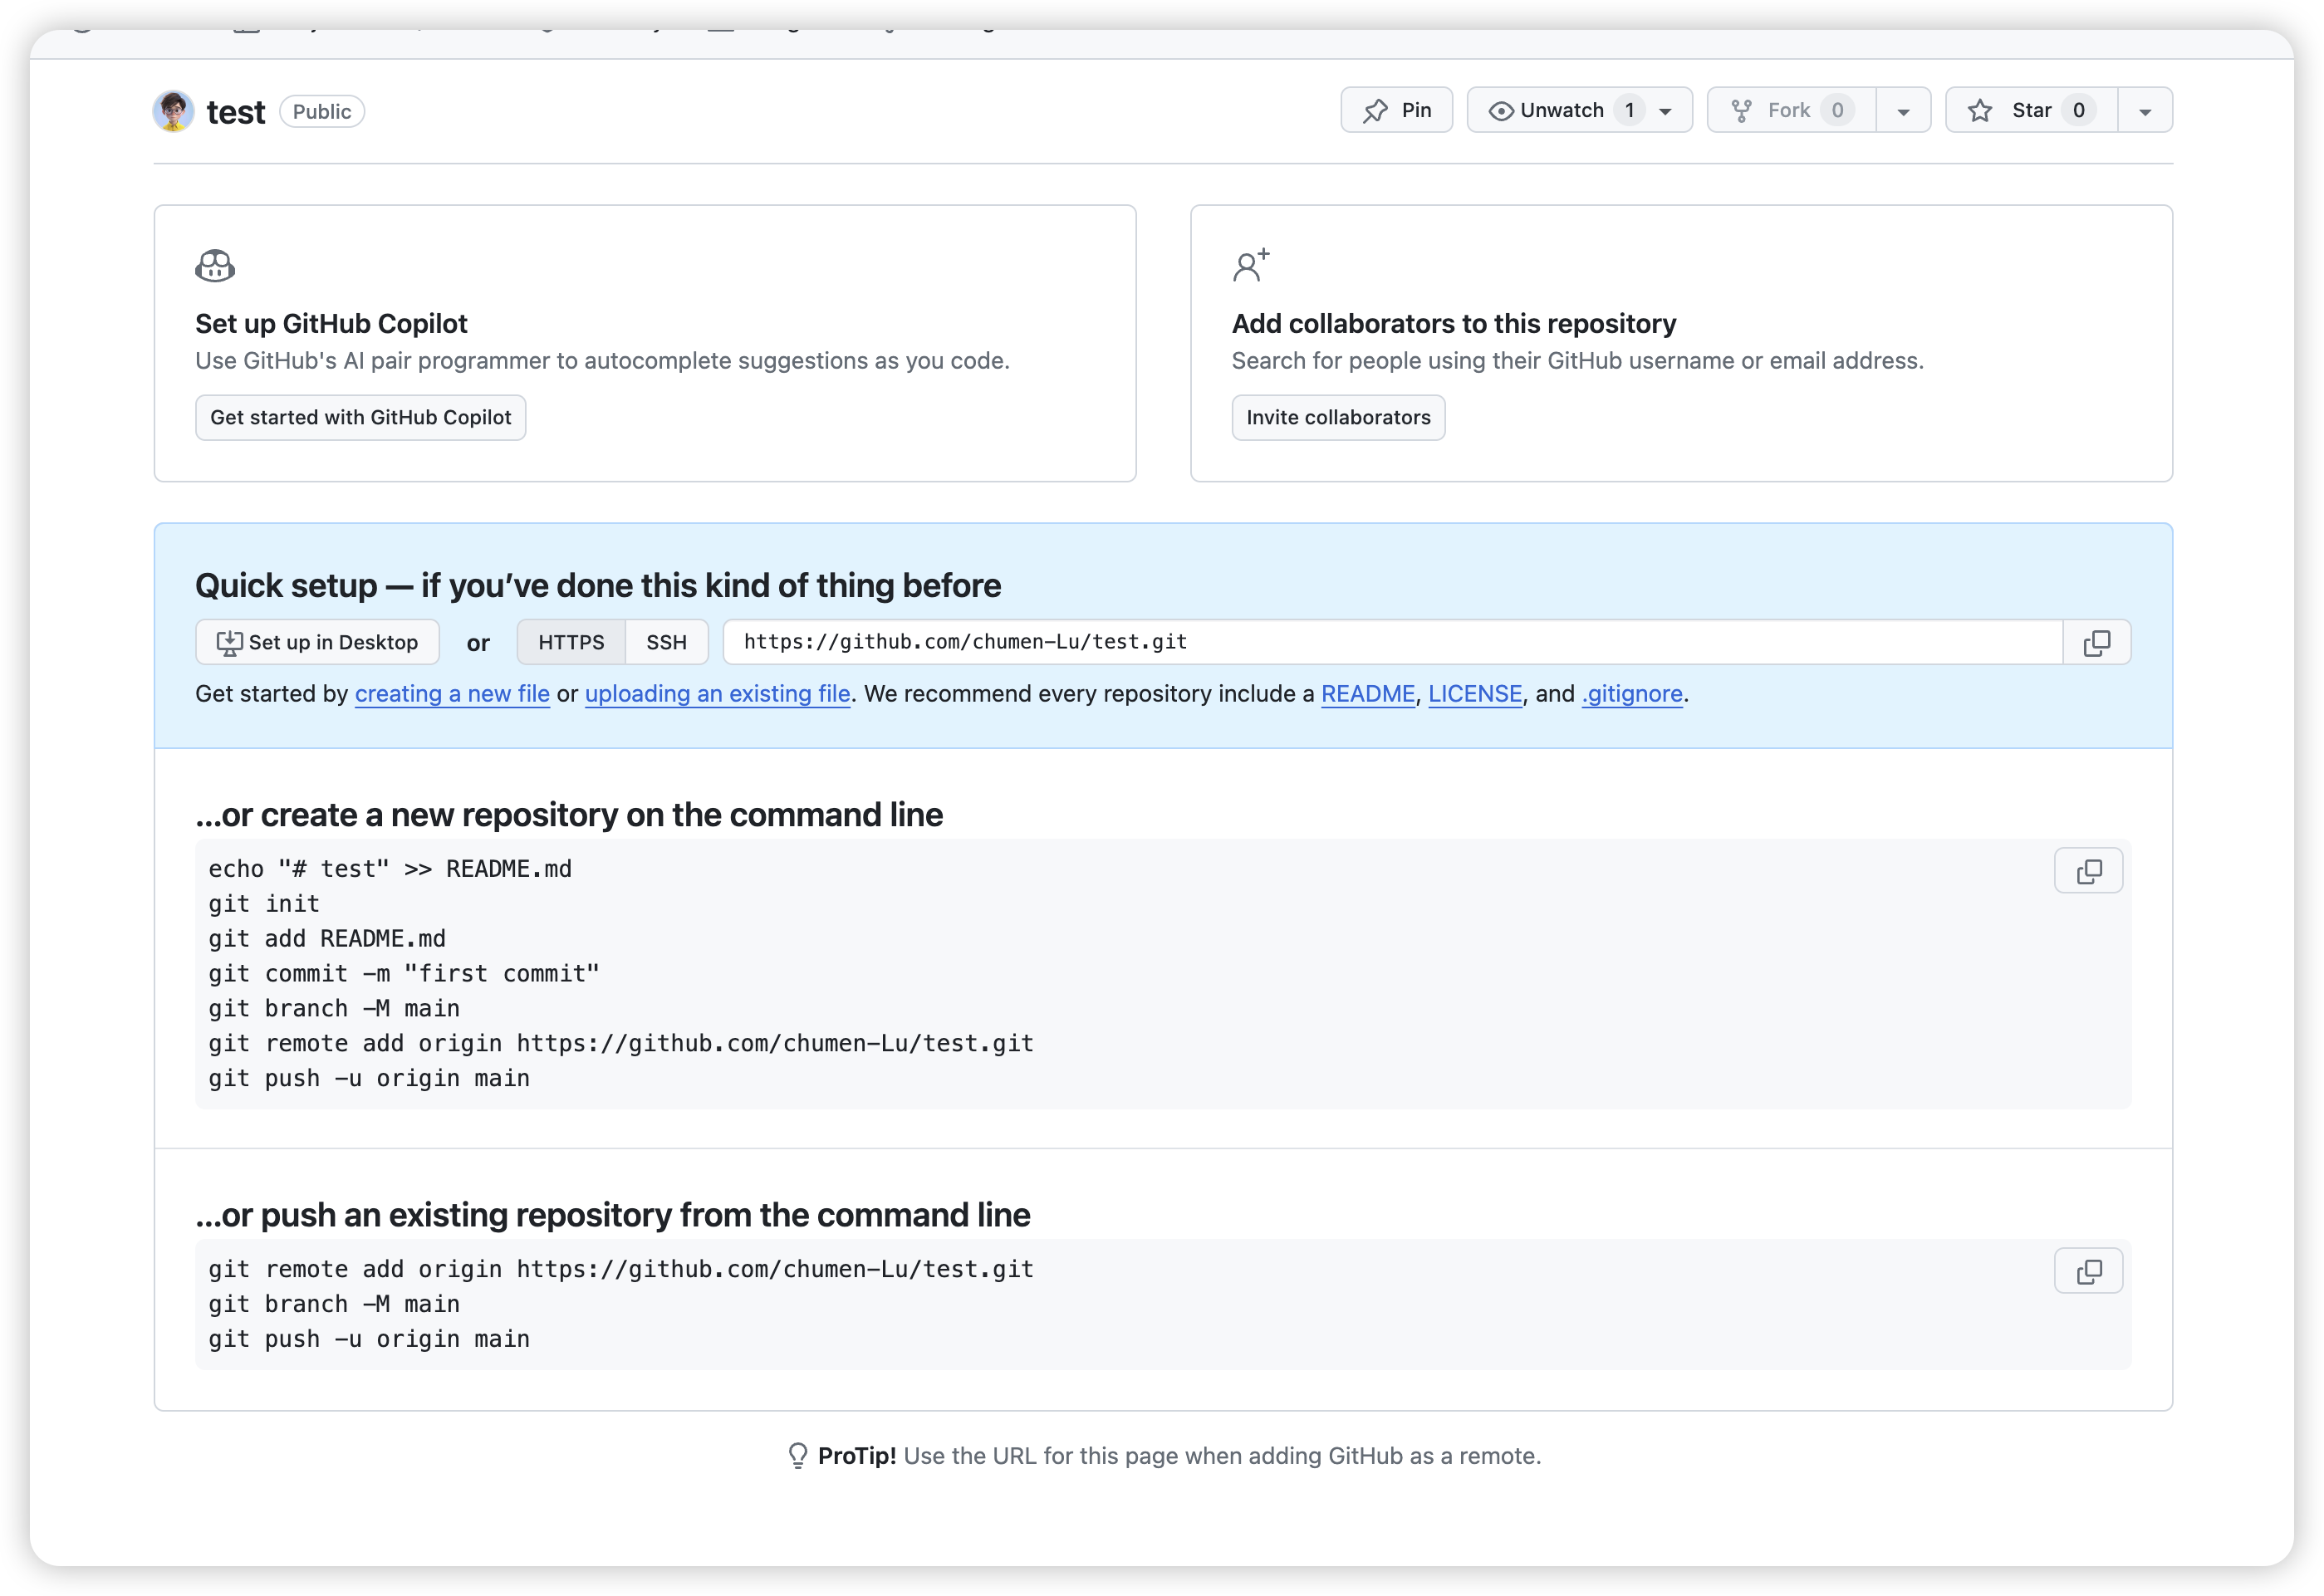 test Public
Pin
Unwatch 1
Fork 0
Star 0
Set up GitHub Copilot
Use GitHub's AI pair programmer to autocomplete suggestions as you code.
Get started with GitHub Copilot
Add collaborators to this repository
Search for people using their GitHub username or email address.
Invite collaborators
Quick setup — if you’ve done this kind of thing before
Set up in Desktop or HTTPS SSH https://github.com/chumen-Lu/test.git
Get started by creating a new file or uploading an existing file. We recommend every repository include a README, LICENSE, and .gitignore.
…or create a new repository on the command line
echo "# test" >> README.md
git init
git add README.md
git commit -m "first commit"
git branch -M main
git remote add origin https://github.com/chumen-Lu/test.git
git push -u origin main
…or push an existing repository from the command line
git remote add origin https://github.com/chumen-Lu/test.git
git branch -M main
git push -u origin main
ProTip! Use the URL for this page when adding GitHub as a remote.